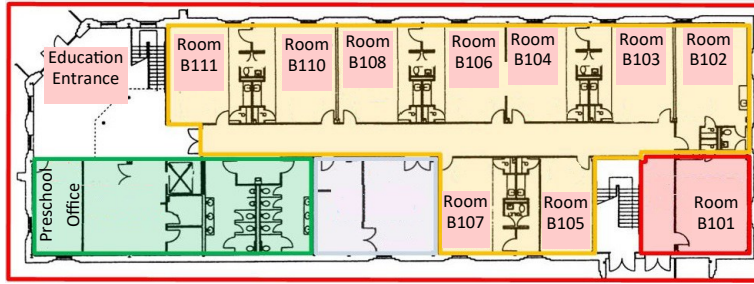 Education
Entrance
Room
B111
Room
B110
Room
B108
Room
B106
Room
B104
Room
B103
Room
B102
Preschool
Office
Room
B107
Room
B105
Room
B101